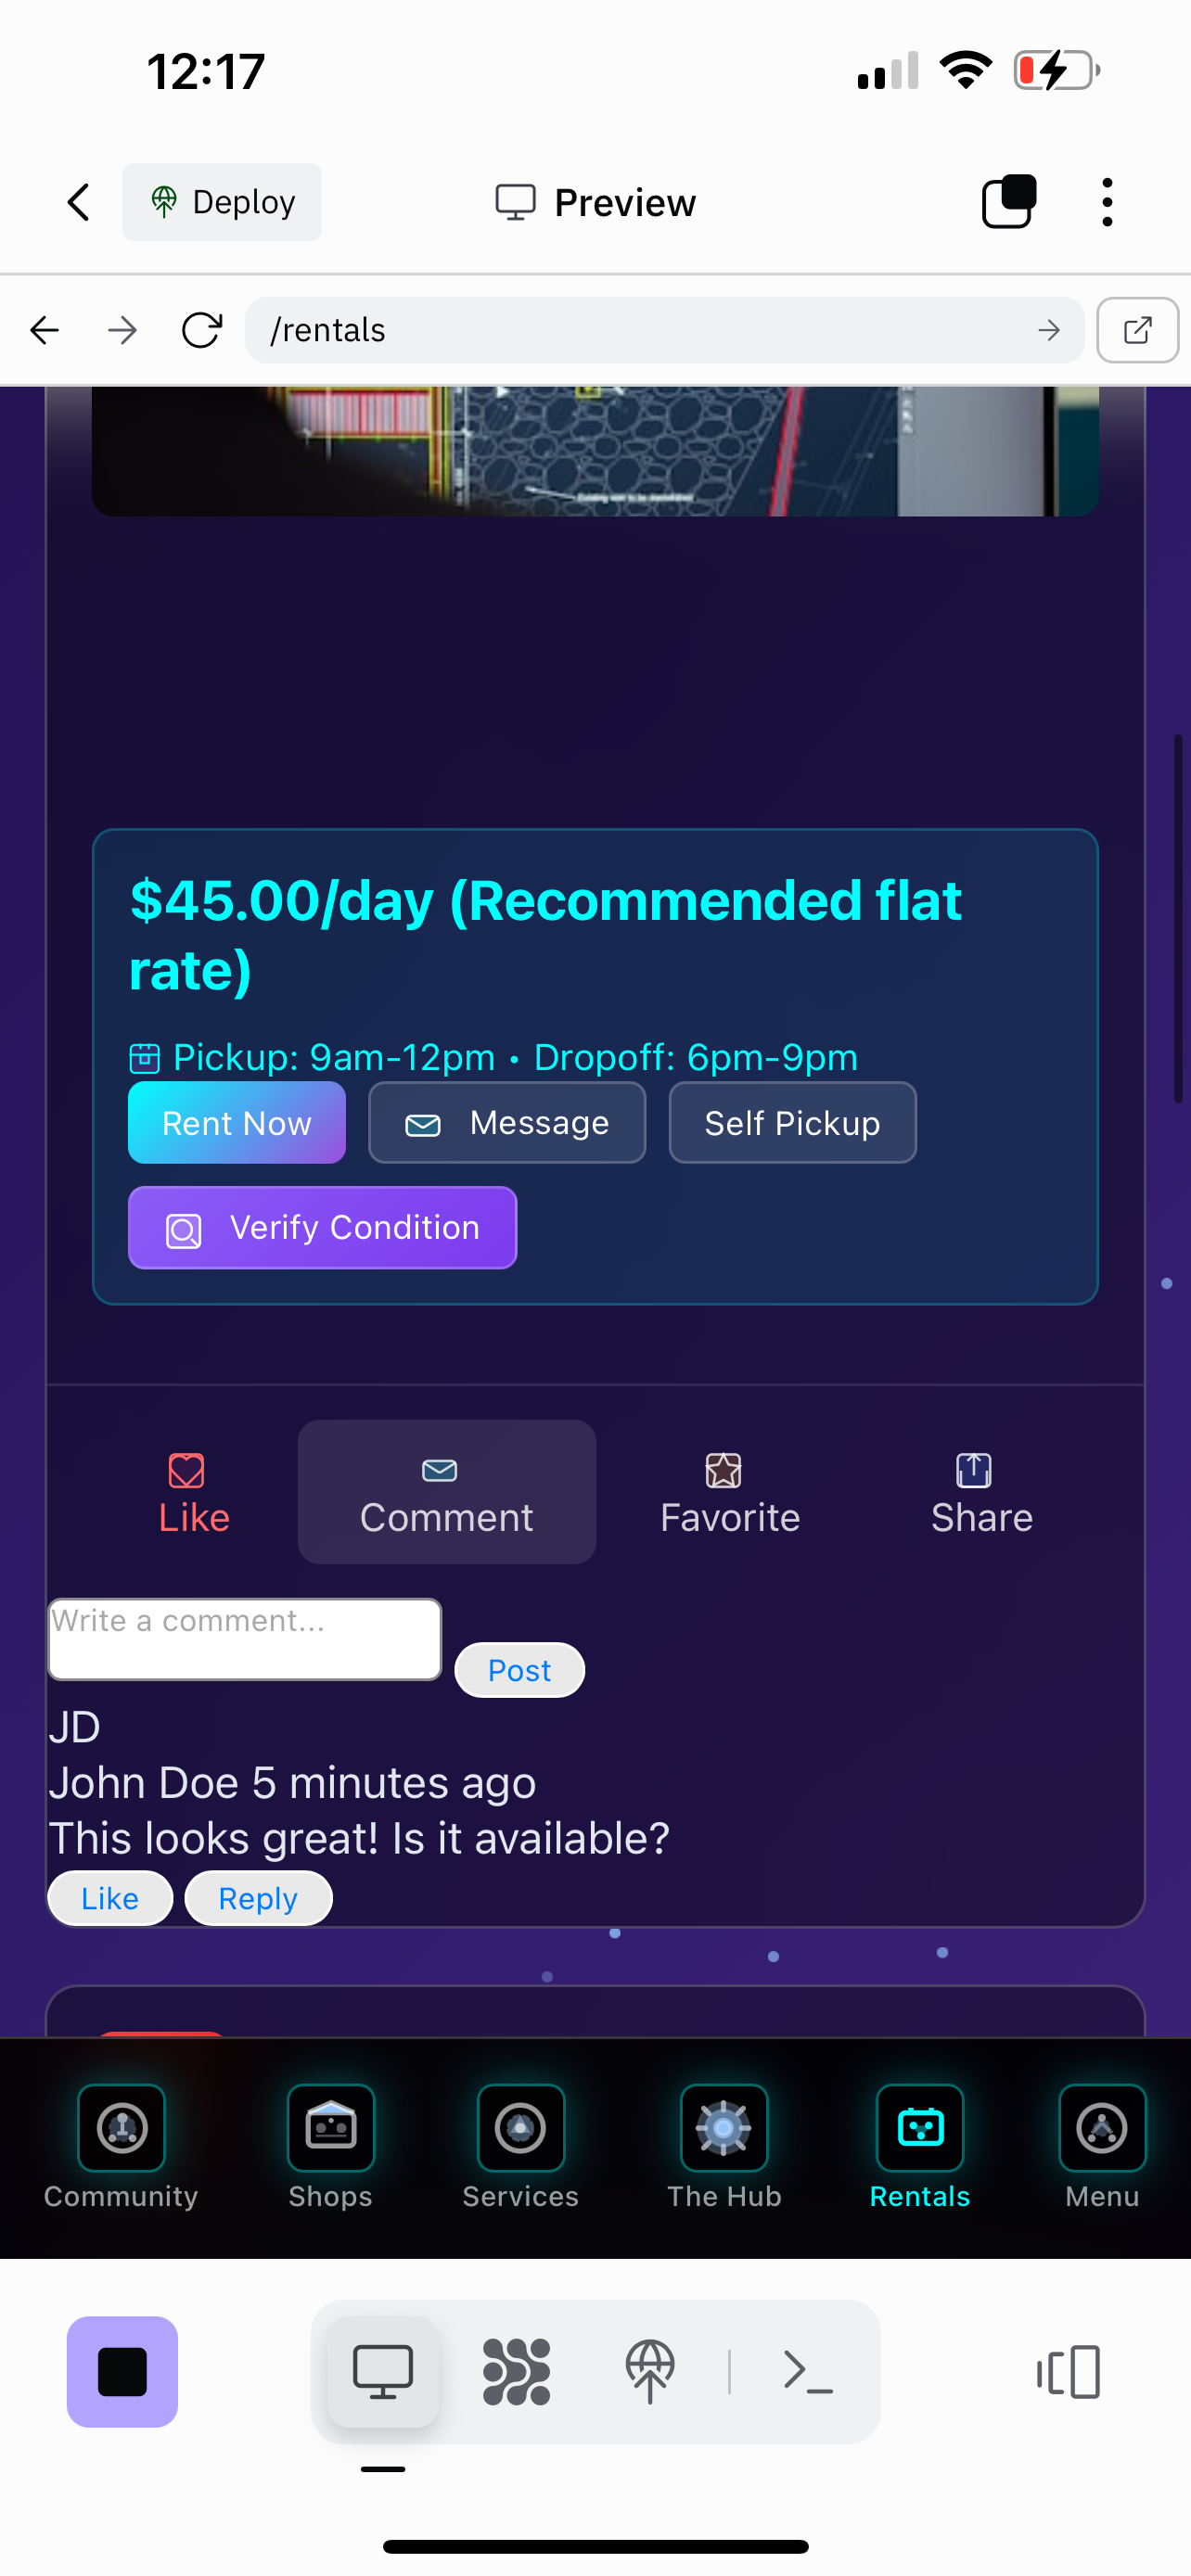 12:17
Deploy
Preview
/rentals
$45.00/day (Recommended flat
rate)
Pickup: 9am-12pm • Dropoff: 6pm-9pm
Rent Now
Message
Self Pickup
Verify Condition
Like
Comment
Favorite
Share
Write a comment...
Post
JD
John Doe 5 minutes ago
This looks great! Is it available?
Like
Reply
Community
Shops
Services
The Hub
Rentals
Menu